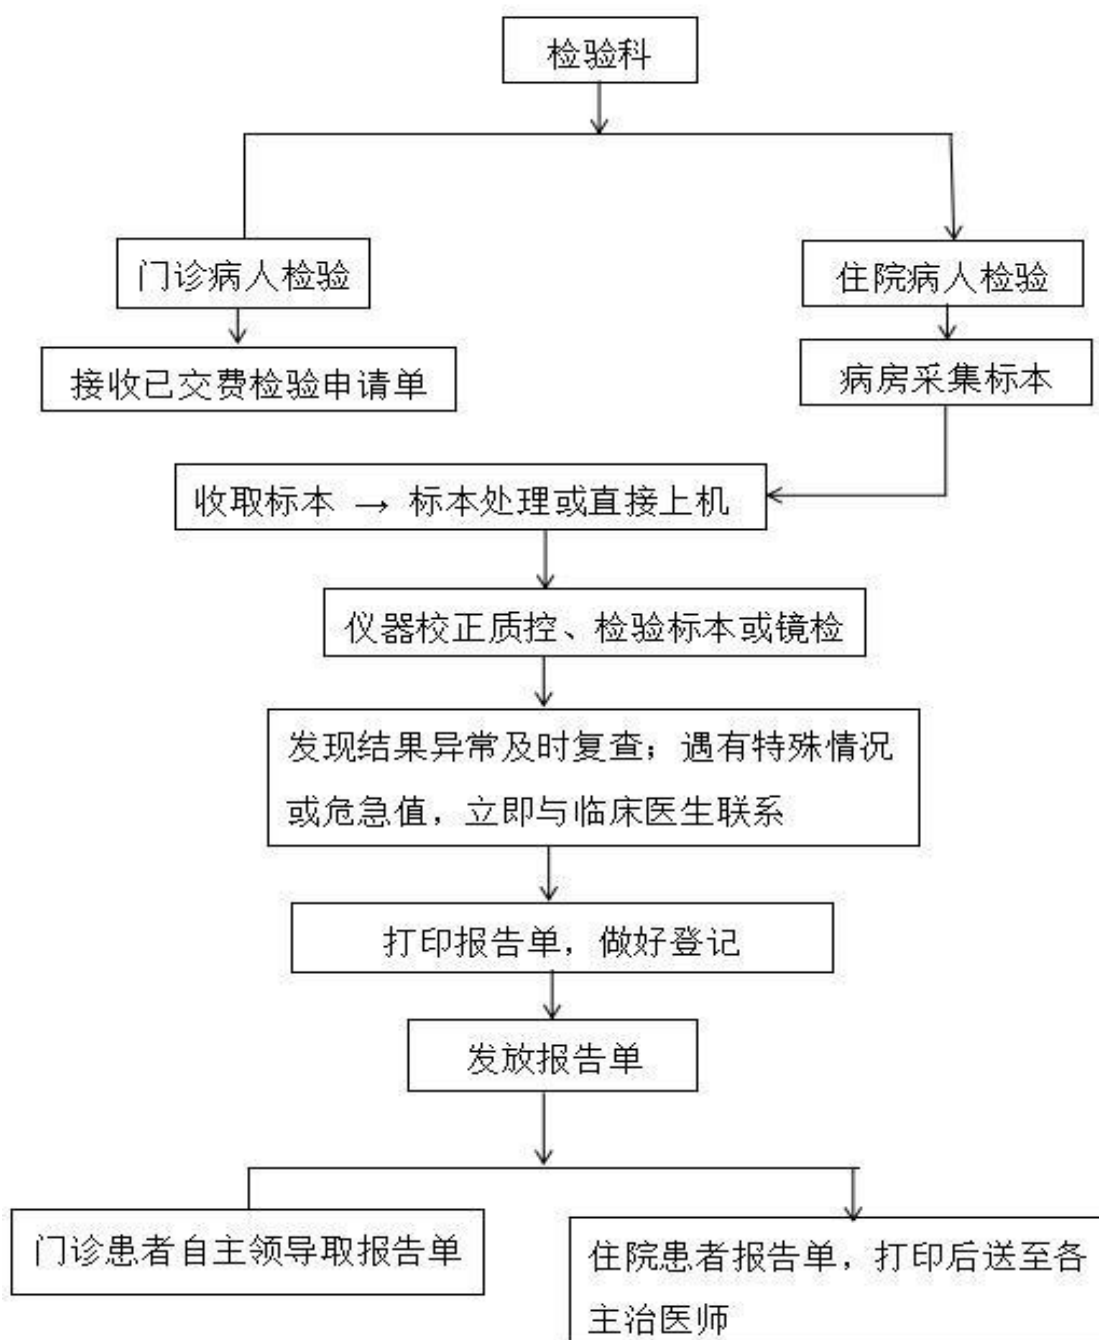 检验科
门诊病人检验
住院病人检验
接收已交费检验申请单
病房采集标本
收取标本 → 标本处理或直接上机
仪器校正质控、检验标本或镜检
发现结果异常及时复查；遇有特殊情况
或危急值，立即与临床医生联系
打印报告单，做好登记
发放报告单
门诊患者自主领导取报告单
住院患者报告单，打印后送至各
主治医师